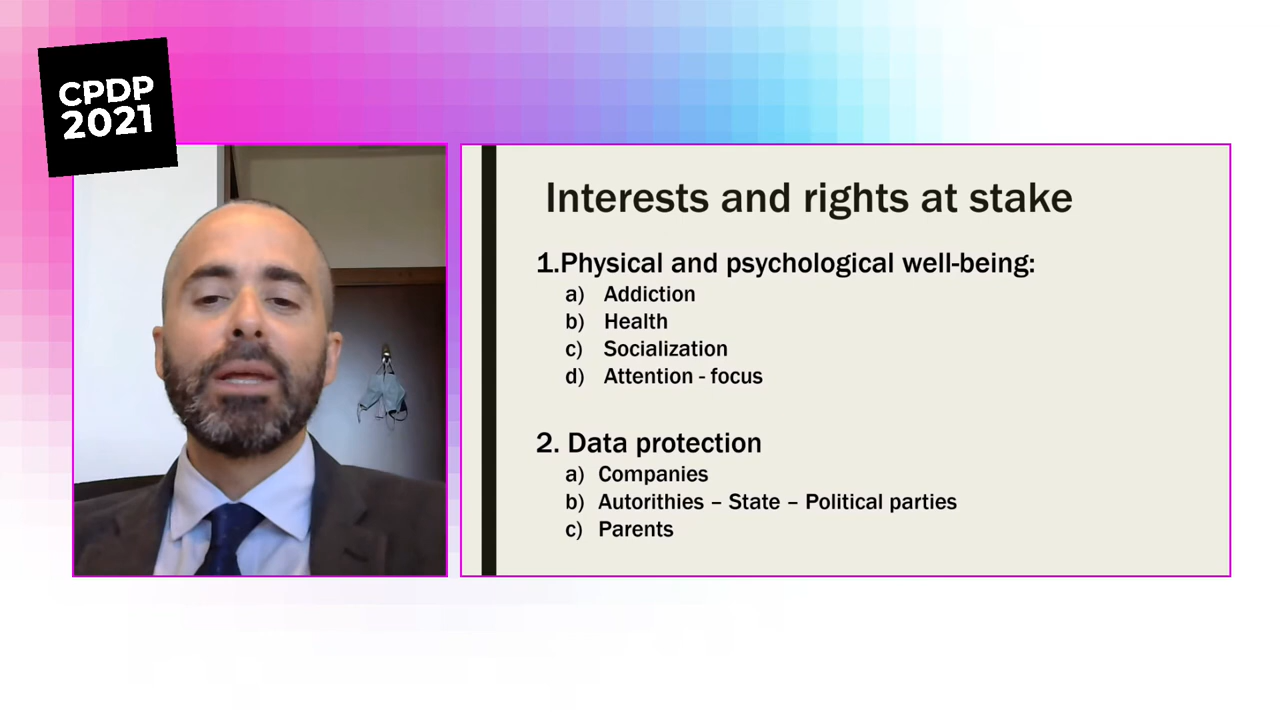 CPDP
2021
Interests and rights at stake
1.Physical and psychological well-being:
a) Addiction
b) Health
c) Socialization
d) Attention - focus
2. Data protection
a) Companies
b) Autorithies – State – Political parties
c) Parents